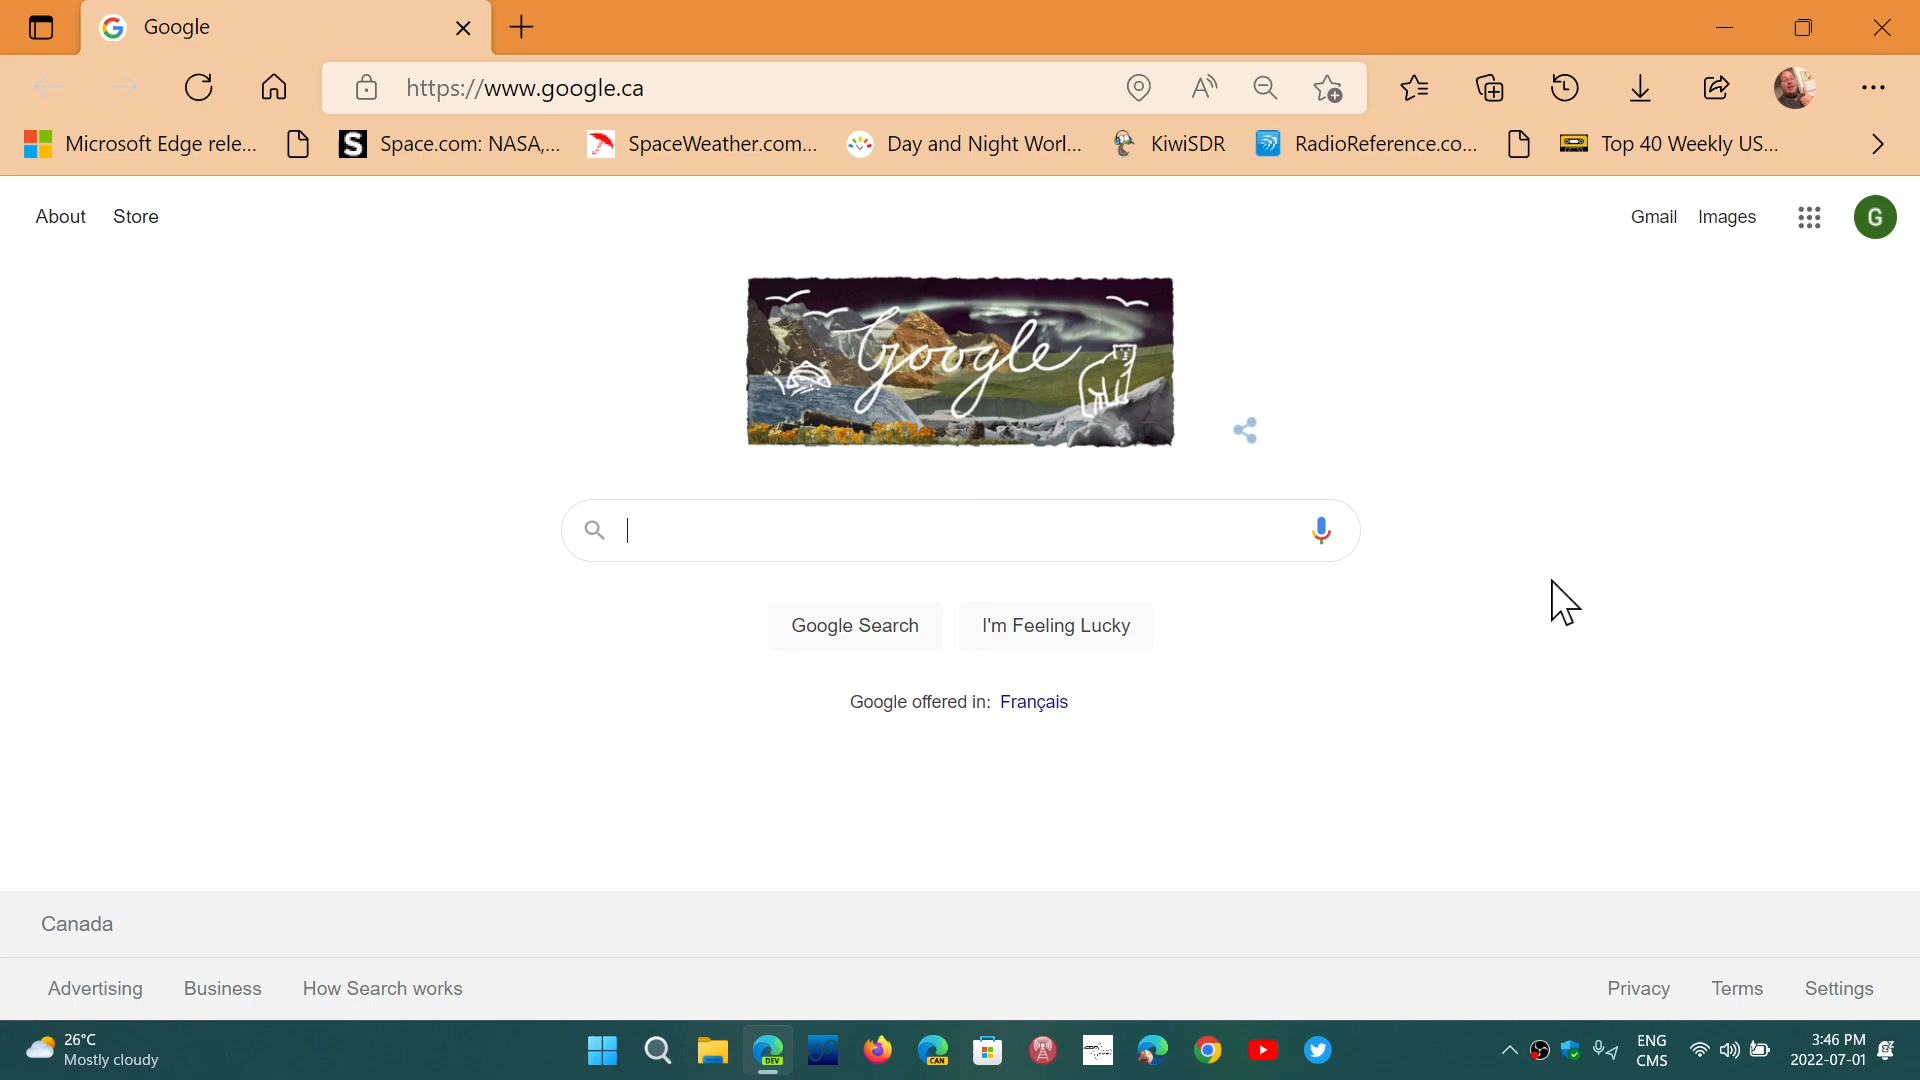 Google
https://www.google.ca
Microsoft Edge rele...
Space.com: NASA,...
SpaceWeather.com...
Day and Night Worl...
KiwiSDR
RadioReference.co...
Top 40 Weekly US...
About Store
Gmail Images
G
Google
Google Search
I'm Feeling Lucky
Google offered in: Français
Canada
Advertising Business How Search works
Privacy Terms Settings
26°C
Mostly cloudy
DEV
CAN
ENG
CMS
3:46 PM
2022-07-01